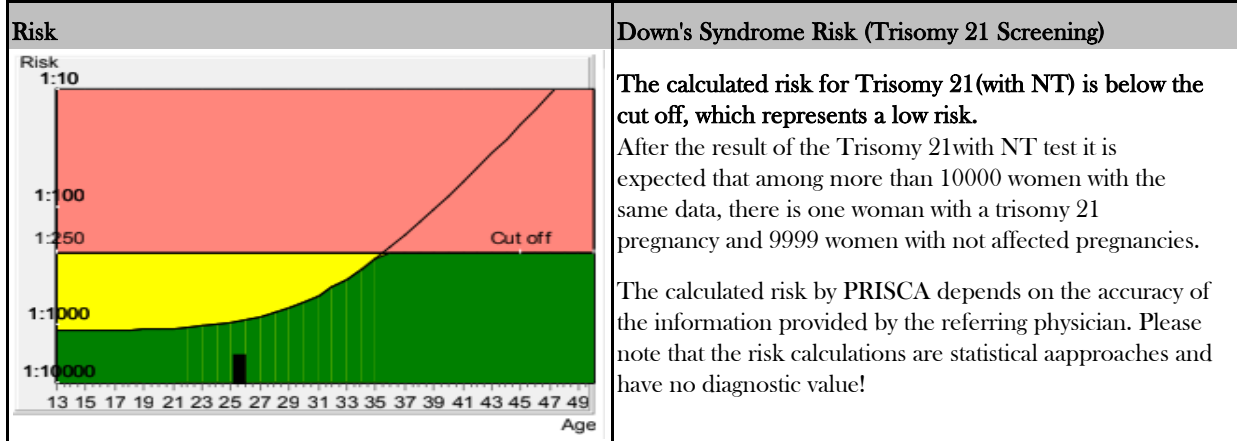 Risk
Down's Syndrome Risk (Trisomy 21 Screening)
Risk
1:10
1:100
1:250
Cut off
1:1000
1:10000
13 15 17 19 21 23 25 27 29 31 33 35 37 39 41 43 45 47 49
Age
The calculated risk for Trisomy 21(with NT) is below the
cut off, which represents a low risk.
After the result of the Trisomy 21with NT test it is
expected that among more than 10000 women with the
same data, there is one woman with a trisomy 21
pregnancy and 9999 women with not affected pregnancies.
The calculated risk by PRISCA depends on the accuracy of
the information provided by the referring physician. Please
note that the risk calculations are statistical aapproaches and
have no diagnostic value!